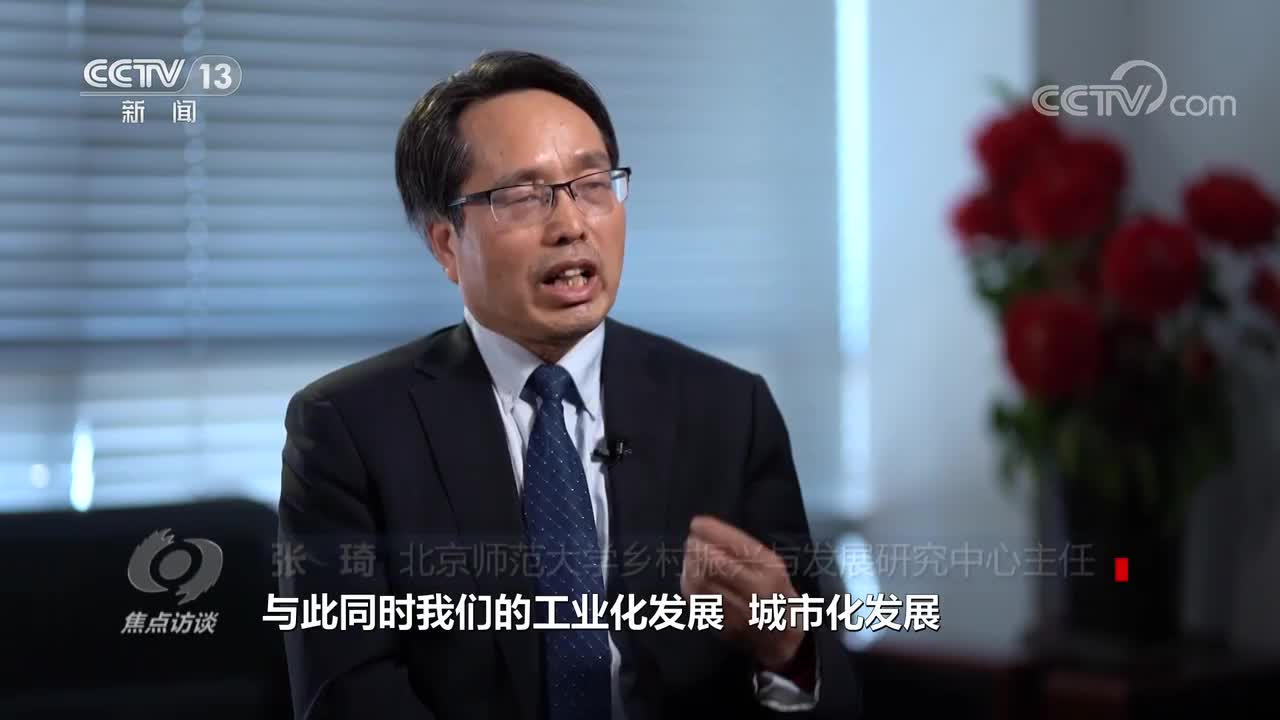 CCTV 13
新闻
CCTV com
张 琦 北京师范大学乡村振兴与发展研究中心主任
焦点访谈
与此同时我们的工业化发展 城市化发展